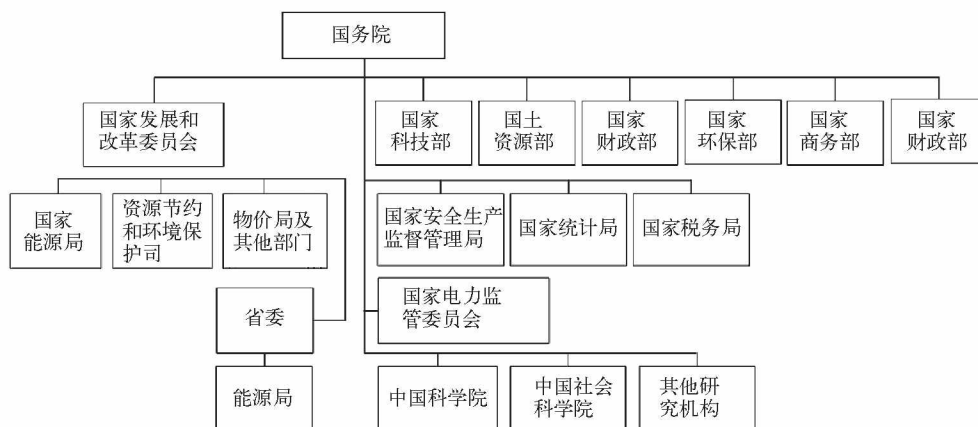 国务院
国家发展和
改革委员会
国家
科技部
国土
资源部
国家
财政部
国家
环保部
国家
商务部
国家
财政部
国家
能源局
资源节约
和环境保
护司
物价局及
其他部门
国家安全生产
监督管理局
国家统计局
国家税务局
省委
国家电力监
管委员会
能源局
中国科学院
中国社会
科学院
其他研
究机构